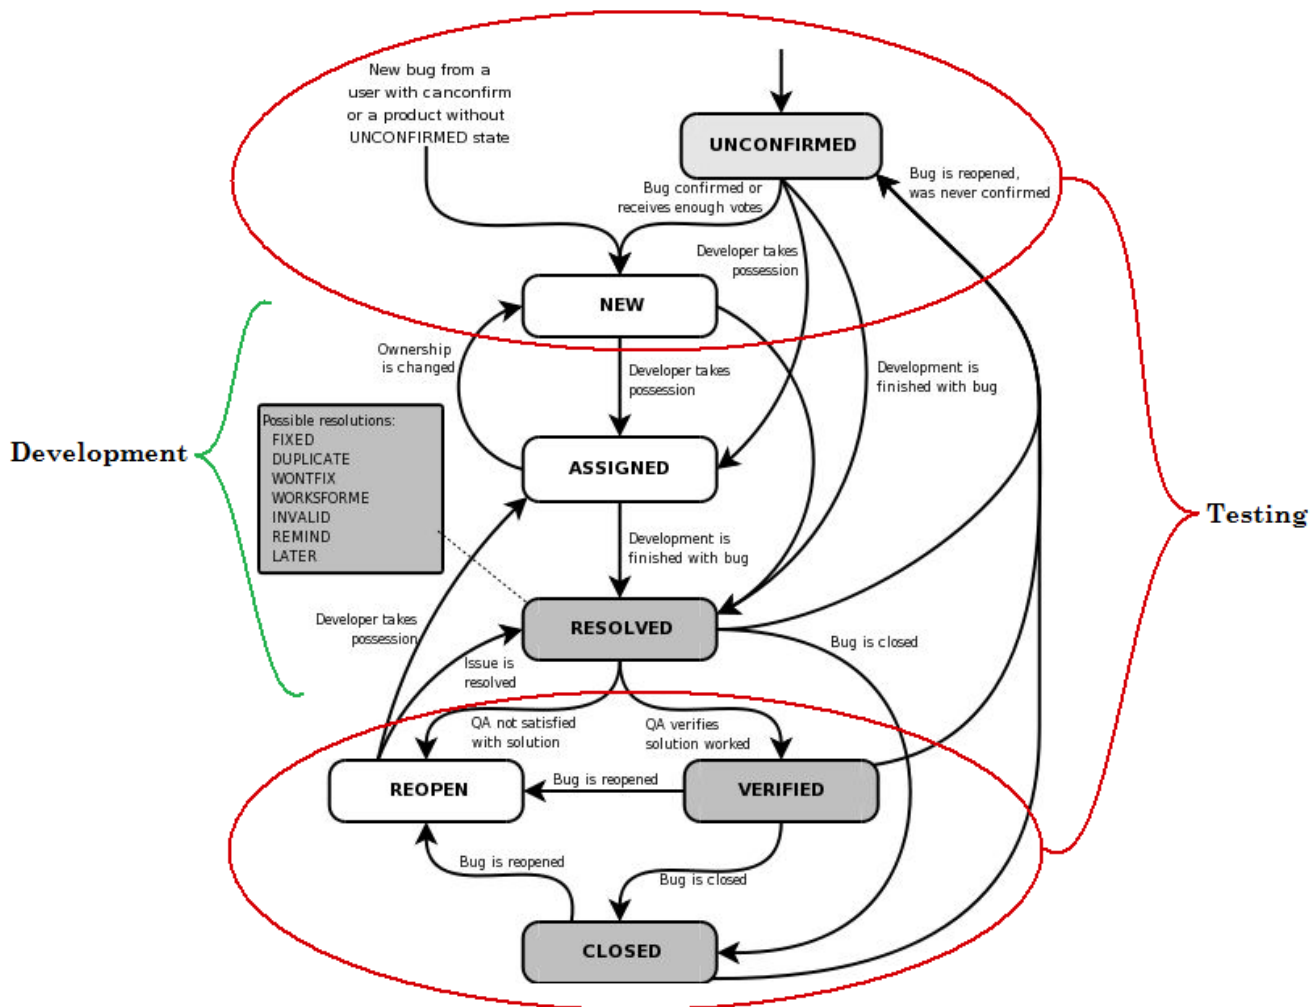 New bug from a
user with canconfirm
or a product without
UNCONFIRMED state
UNCONFIRMED
Bug is reopened,
was never confirmed
Bug confirmed or
receives enough votes
Developer takes
possession
NEW
Ownership
is changed
Developer takes
possession
Development is
finished with bug
Possible resolutions:
FIXED
DUPLICATE
WONTFIX
WORKSFORME
INVALID
REMIND
LATER
Development
ASSIGNED
Testing
Development is
finished with bug
Developer takes
possession
RESOLVED
Bug is closed
Issue is
resolved
QA not satisfied
with solution
QA verifies
solution worked
REOPEN
Bug is reopened
VERIFIED
Bug is reopened
Bug is closed
CLOSED